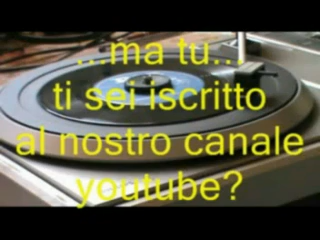 ...ma tu...
ti sei iscritto
al nostro canale
youtube?